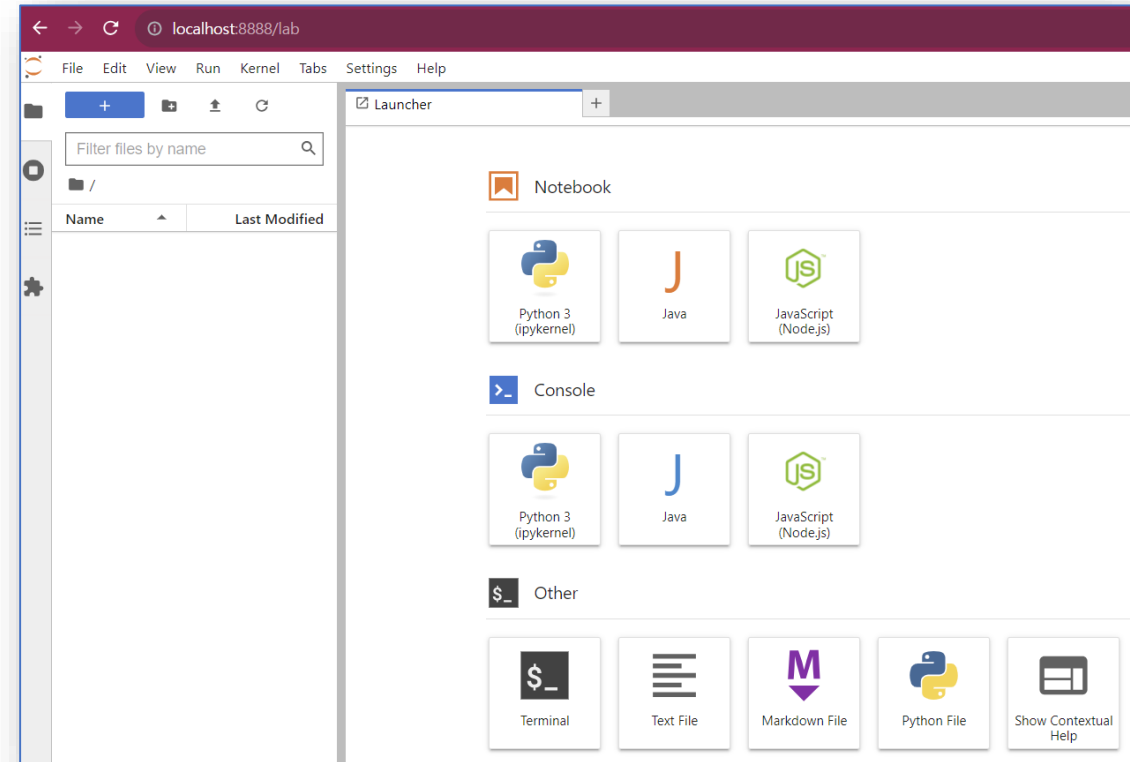 localhost:8888/lab
File Edit View Run Kernel Tabs Settings Help
+
Launcher
+
Filter files by name
/
Name Last Modified
Notebook
Python 3
(ipykernel)
Java
JavaScript
(Node.js)
Console
Python 3
(ipykernel)
Java
JavaScript
(Node.js)
$_ Other
Terminal
Text File
Markdown File
Python File
Show Contextual
Help